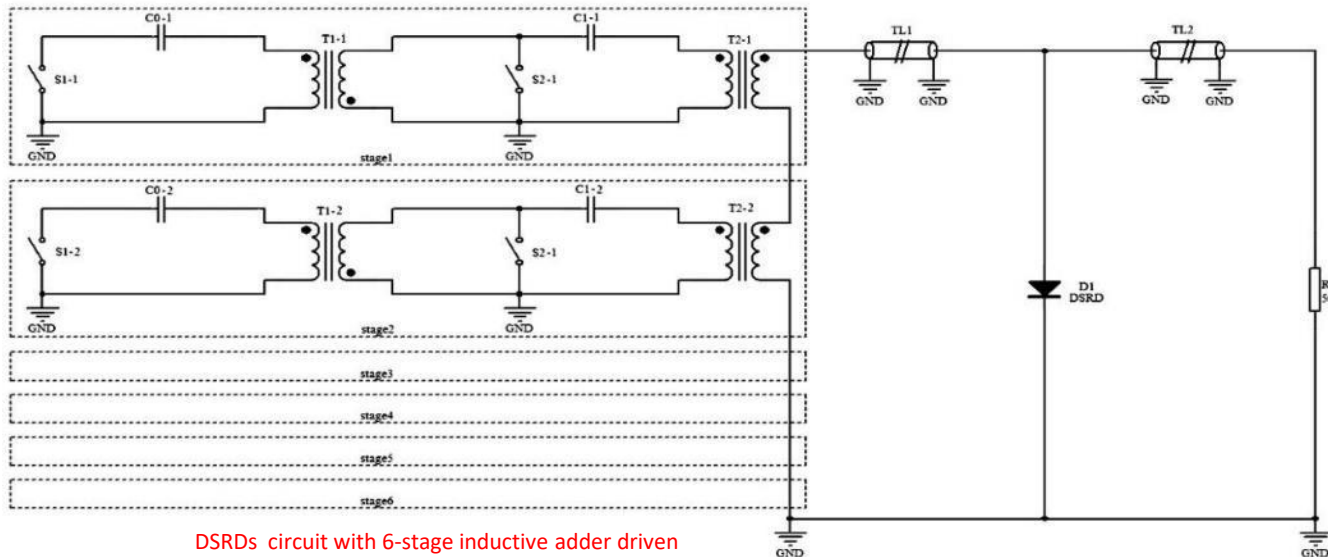 C0-1
C1-1
T1-1
T2-1
TL1
TL2
S1-1
S2-1
GND
GND
GND
GND
GND
GND
stage1
C0-2
C1-2
T1-2
T2-2
S1-2
S2-1
D1
DSRD
R
GND
GND
stage2
stage3
stage4
stage5
stage6
DSRDs circuit with 6-stage inductive adder driven
GND
GND